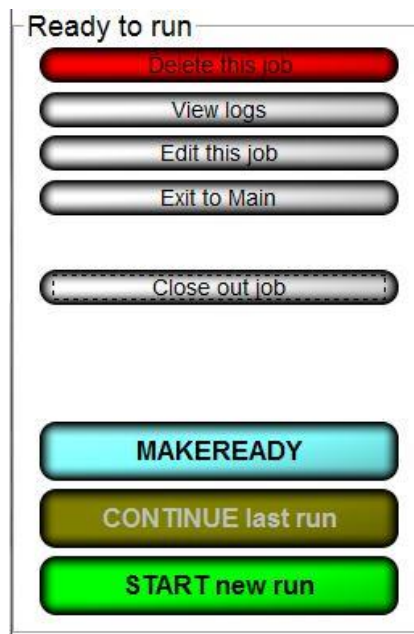 Ready to run
Delete this job
View logs
Edit this job
Exit to Main
Close out job
MAKEREADY
CONTINUE last run
START new run